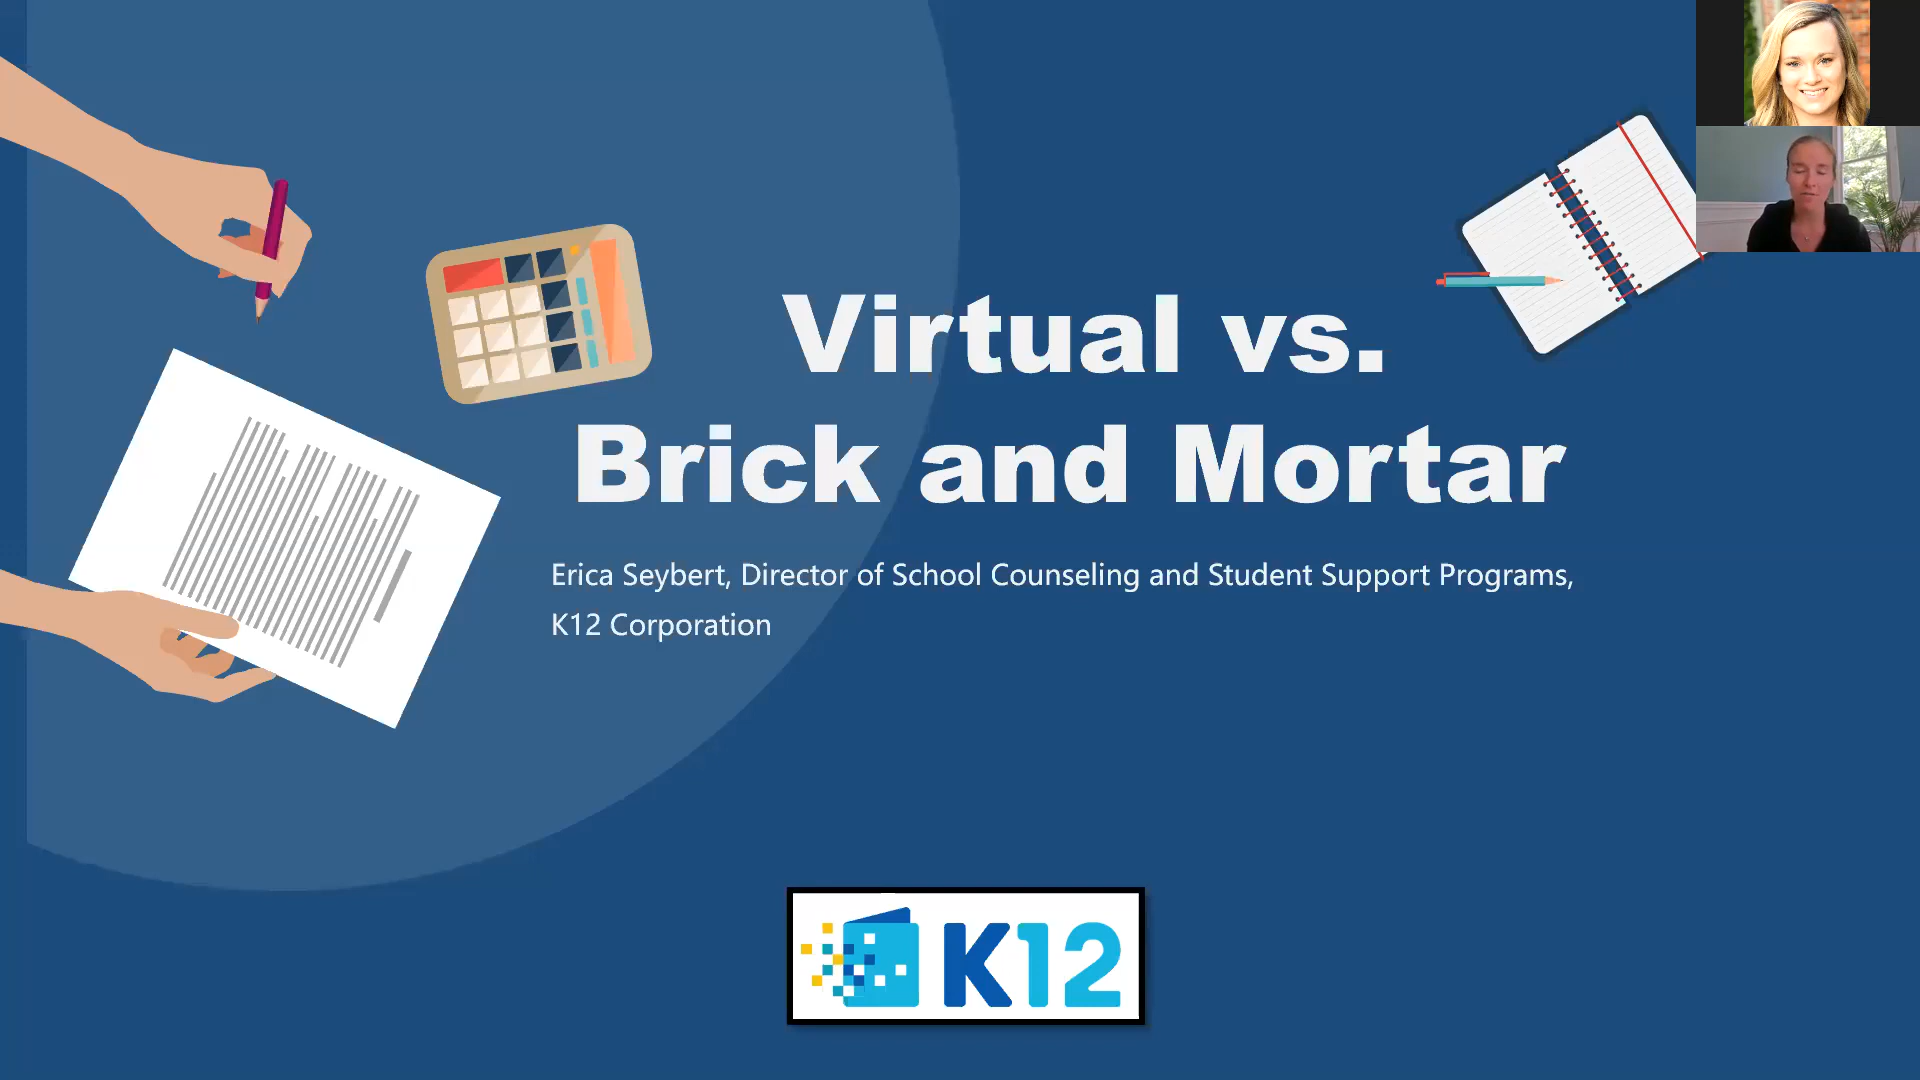 Virtual vs.
Brick and Mortar
Erica Seybert, Director of School Counseling and Student Support Programs,
K12 Corporation
K12